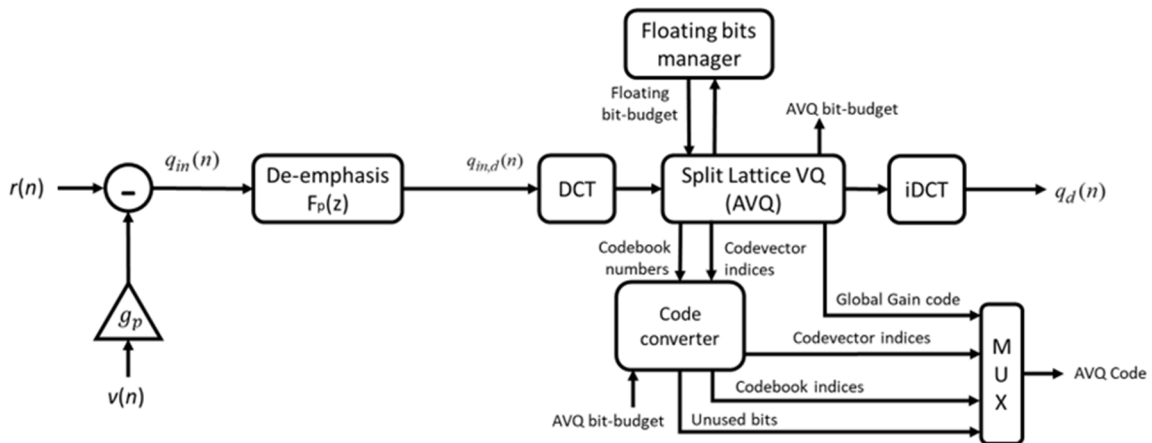 Floating bits
manager
Floating
bit-budget
AVQ bit-budget
r(n)
-
q_in(n)
De-emphasis
F_p(z)
q_in,d(n)
DCT
Split Lattice VQ
(AVQ)
iDCT
q_d(n)
g_p
v(n)
Codebook
numbers
Codevector
indices
Code
converter
Global Gain code
Codevector indices
Codebook indices
Unused bits
AVQ bit-budget
M
U
X
AVQ Code